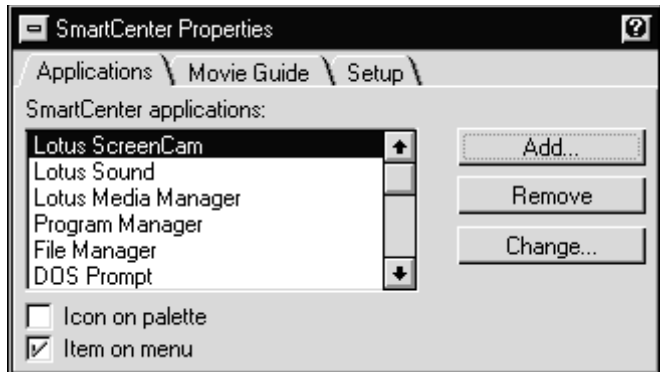 SmartCenter Properties ?
Applications Movie Guide Setup
SmartCenter applications:
Lotus ScreenCam
Lotus Sound
Lotus Media Manager
Program Manager
File Manager
DOS Prompt
Add...
Remove
Change...
Icon on palette
Item on menu